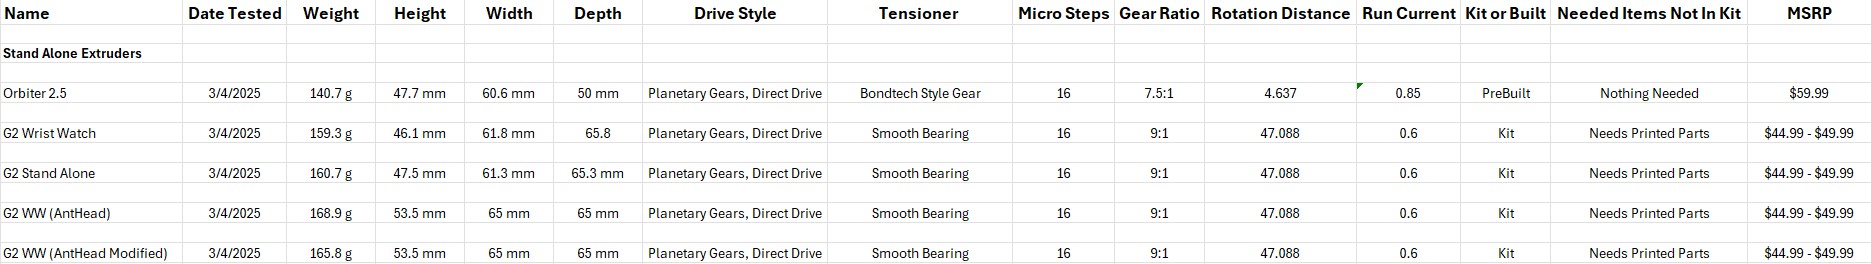 Name Date Tested Weight Height Width Depth Drive Style Tensioner Micro Steps Gear Ratio Rotation Distance Run Current Kit or Built Needed Items Not In Kit MSRP
Stand Alone Extruders
Orbiter 2.5 3/4/2025 140.7 g 47.7 mm 60.6 mm 50 mm Planetary Gears, Direct Drive Bondtech Style Gear 16 7.5:1 4.637 0.85 PreBuilt Nothing Needed $59.99
G2 Wrist Watch 3/4/2025 159.3 g 46.1 mm 61.8 mm 65.8 Planetary Gears, Direct Drive Smooth Bearing 16 9:1 47.088 0.6 Kit Needs Printed Parts $44.99 - $49.99
G2 Stand Alone 3/4/2025 160.7 g 47.5 mm 61.3 mm 65.3 mm Planetary Gears, Direct Drive Smooth Bearing 16 9:1 47.088 0.6 Kit Needs Printed Parts $44.99 - $49.99
G2 WW (AntHead) 3/4/2025 168.9 g 53.5 mm 65 mm 65 mm Planetary Gears, Direct Drive Smooth Bearing 16 9:1 47.088 0.6 Kit Needs Printed Parts $44.99 - $49.99
G2 WW (AntHead Modified) 3/4/2025 165.8 g 53.5 mm 65 mm 65 mm Planetary Gears, Direct Drive Smooth Bearing 16 9:1 47.088 0.6 Kit Needs Printed Parts $44.99 - $49.99